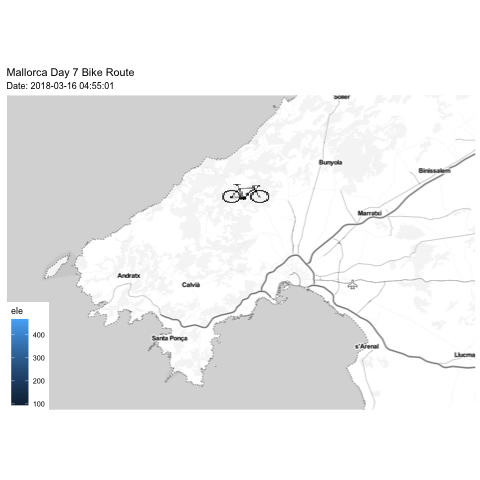 Mallorca Day 7 Bike Route
Date: 2018-03-16 04:55:01
Sóller
Bunyola
Binissalem
Marratxí
Andratx
Calvià
ele
400
300
200
100
Santa Ponça
s'Arenal
Llucma